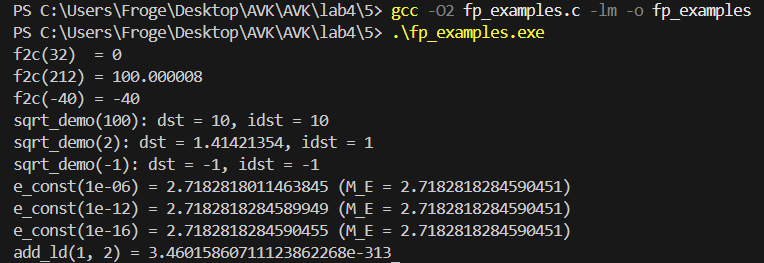 PS C:\Users\Froge\Desktop\AVK\AVK\lab4\5> gcc -O2 fp_examples.c -lm -o fp_examples
PS C:\Users\Froge\Desktop\AVK\AVK\lab4\5> .\fp_examples.exe
f2c(32)  = 0
f2c(212) = 100.000008
f2c(-40) = -40
sqrt_demo(100): dst = 10, idst = 10
sqrt_demo(2): dst = 1.41421354, idst = 1
sqrt_demo(-1): dst = -1, idst = -1
e_const(1e-06) = 2.7182818011463845 (M_E = 2.7182818284590451)
e_const(1e-12) = 2.7182818284589949 (M_E = 2.7182818284590451)
e_const(1e-16) = 2.7182818284590455 (M_E = 2.7182818284590451)
add_ld(1, 2) = 3.46015860711123862268e-313